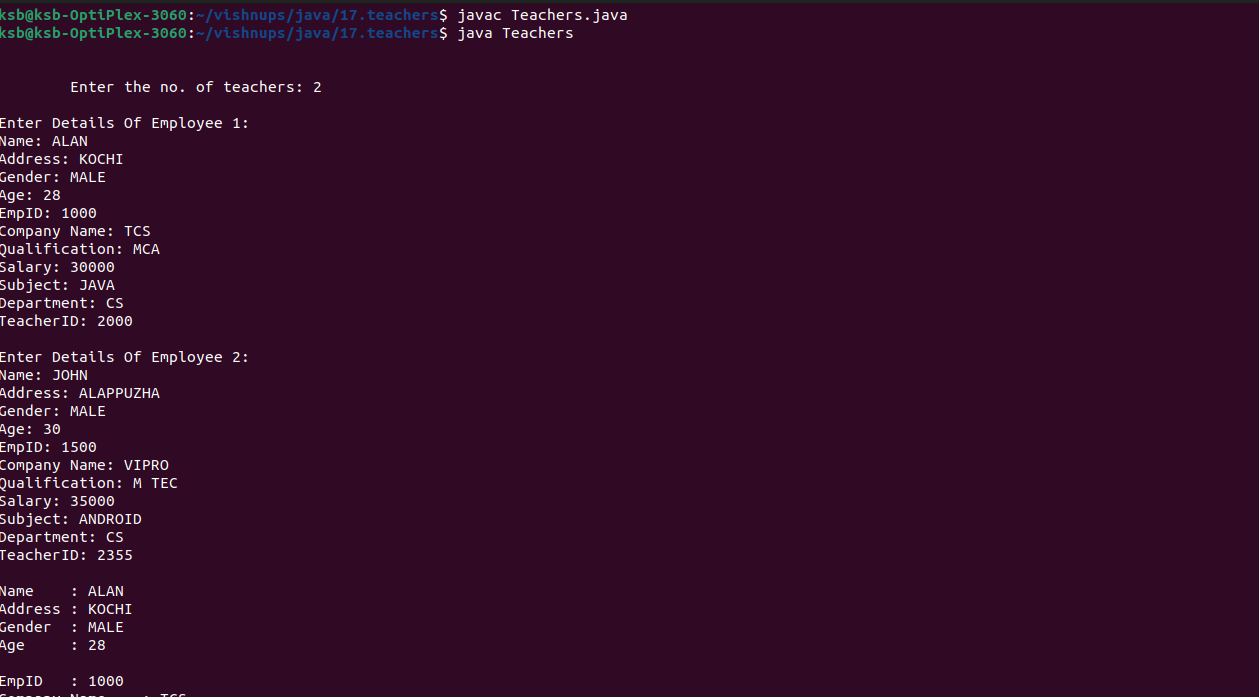 ksb@ksb-OptiPlex-3060:~/vishnups/java/17.teachers$ javac Teachers.java
ksb@ksb-OptiPlex-3060:~/vishnups/java/17.teachers$ java Teachers
Enter the no. of teachers: 2
Enter Details Of Employee 1:
Name: ALAN
Address: KOCHI
Gender: MALE
Age: 28
EmpID: 1000
Company Name: TCS
Qualification: MCA
Salary: 30000
Subject: JAVA
Department: CS
TeacherID: 2000
Enter Details Of Employee 2:
Name: JOHN
Address: ALAPPUZHA
Gender: MALE
Age: 30
EmpID: 1500
Company Name: VIPRO
Qualification: M TEC
Salary: 35000
Subject: ANDROID
Department: CS
TeacherID: 2355
Name    : ALAN
Address : KOCHI
Gender  : MALE
Age     : 28
EmpID   : 1000
Company Name    : TCS